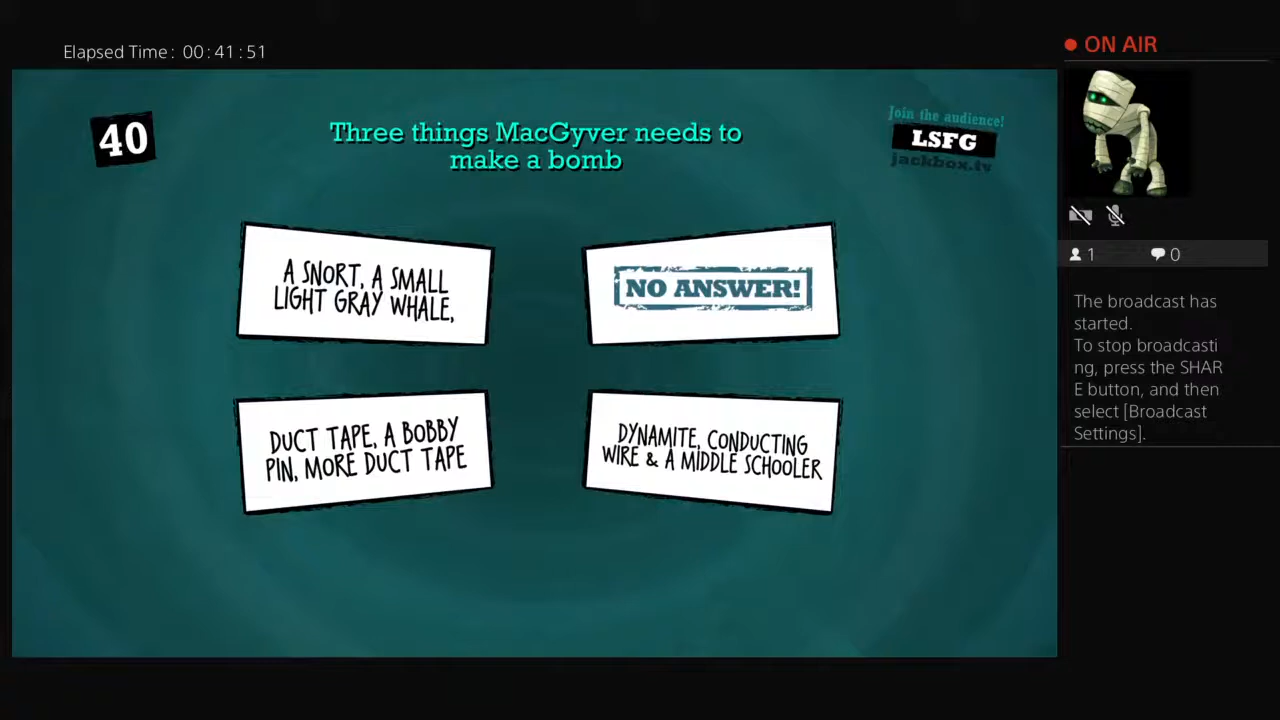 Elapsed Time: 00:41:51
ON AIR
40
Three things MacGyver needs to
make a bomb
Join the audience!
LSFG
jackbox.tv
A SNORT, A SMALL
LIGHT GRAY WHALE,
NO ANSWER!
DUCT TAPE, A BOBBY
PIN, MORE DUCT TAPE
DYNAMITE, CONDUCTING
WIRE & A MIDDLE SCHOOLER
1
0
The broadcast has
started.
To stop broadcasti
ng, press the SHAR
E button, and then
select [Broadcast
Settings].